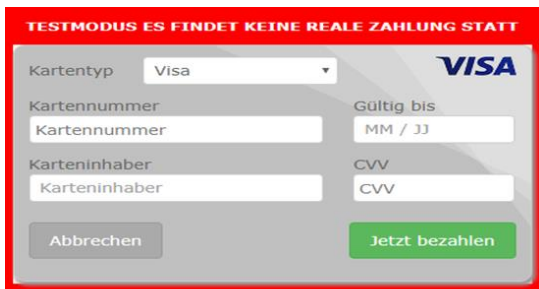 TESTMODUS ES FINDET KEINE REALE ZAHLUNG STATT
Kartentyp Visa VISA
Kartennummer Gültig bis
Kartennummer MM / JJ
Karteninhaber CVV
Karteninhaber CVV
Abbrechen Jetzt bezahlen